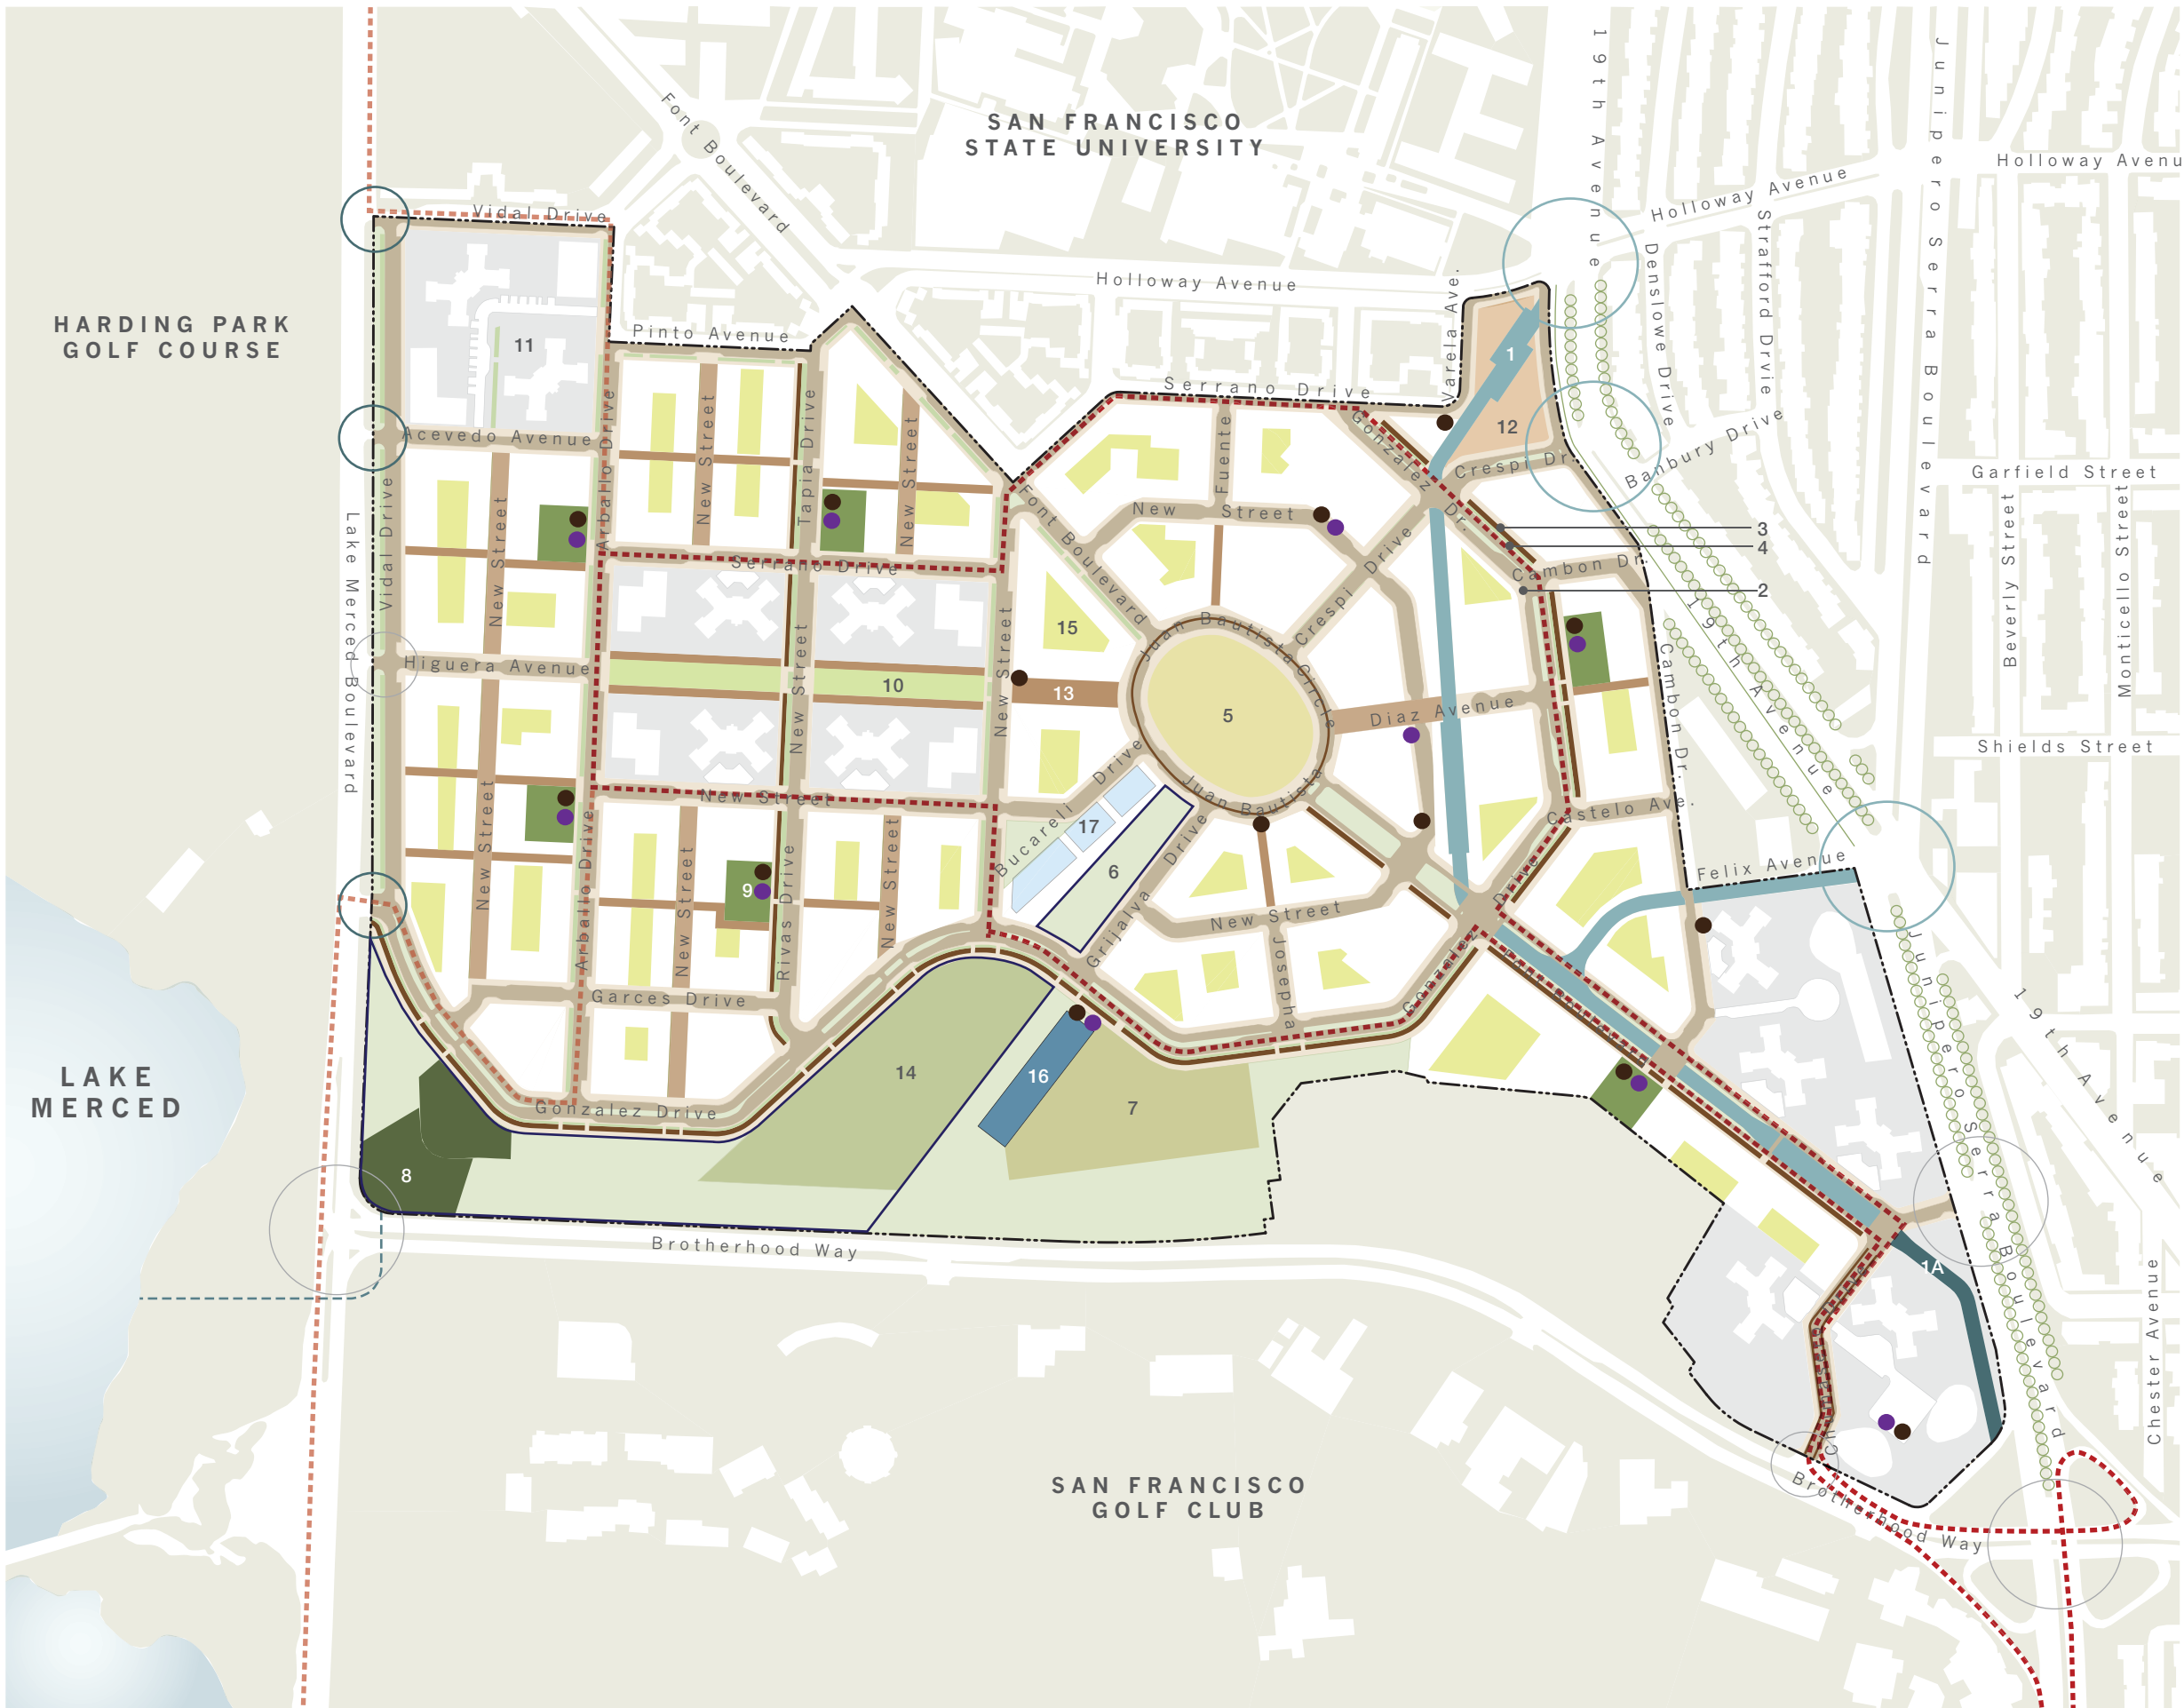 SAN FRANCISCO
STATE UNIVERSITY
19th Avenue
Junipero Serra Boulevard
Holloway Avenu
Holloway Avenue
Font Boulevard
Vidal Drive
Denslowe Drive
Strafford Drvie
Holloway Avenue
Varela Ave.
HARDING PARK
GOLF COURSE
Pinto Avenue
11
1
Serrano Drive
12
Banbury Drive
Acevedo Avenue
Arballo Drive
New Street
Tapia Drive
New Street
Fuente
Gonzalez Dr.
Crespi Dr.
Garfield Street
Beverly Street
Monticello Street
Lake Merced Boulevard
Vidal Drive
New Street
Font Boulevard
New Street
3
4
Cambon Dr.
2
Serrano Drive
Crespi Drive
15
Juan Bautista Circle
19th Avenue
Higuera Avenue
New Street
10
New Street
13
5
Diaz Avenue
Cambon Dr.
Shields Street
New Street
Bucareli Drive
Juan Bautista
Castelo Ave.
17
6
Grijalva Drive
Felix Avenue
New Street
Arballo Drive
New Street
9
Rivas Drive
New Street
New Street
Josepha
Gonzalez Drive
Garces Drive
Junipero Serra Boulevard
19th Avenue
LAKE
MERCED
14
16
7
Gonzalez Drive
8
Brotherhood Way
1A
Chester Avenue
SAN FRANCISCO
GOLF CLUB
Brotherhood Way